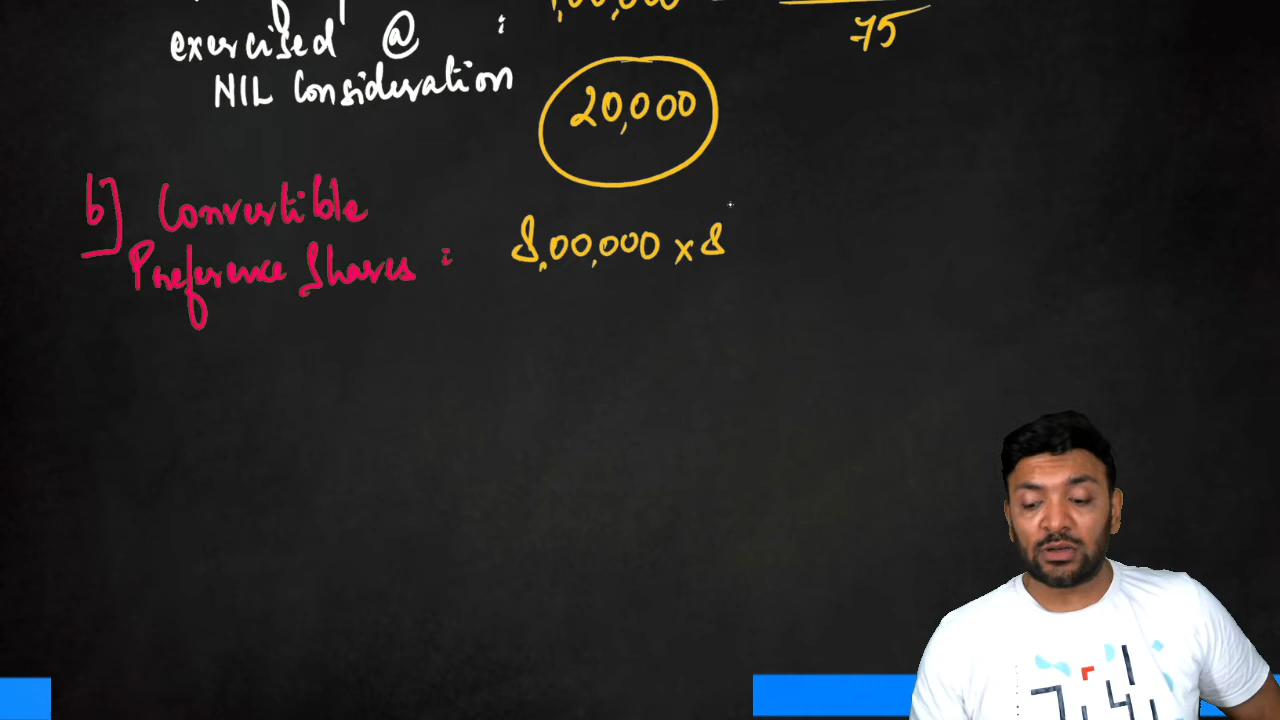 75
exercised @ :
NIL Consideration
20,000
b] Convertible
Preference Shares : 8,00,000 x 8